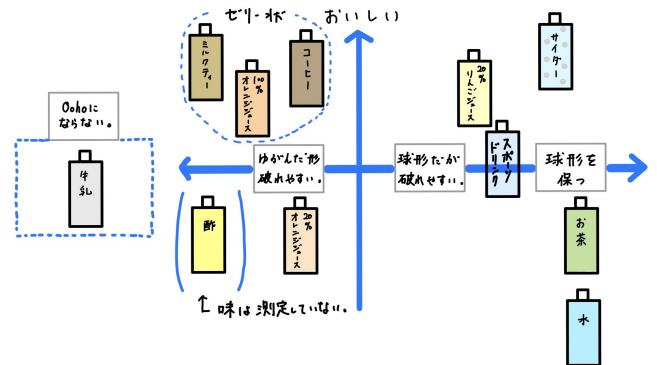 ゼリー状
おいしい
ミルクティー
100%
オレンジジュース
コーヒー
20%
りんごジュース
サイダー
Oohoに
ならない。
牛乳
ゆがんだ形
破れやすい。
球形だが
破れやすい。
スポーツ
ドリンク
球形を
保つ
酢
20%
オレンジジュース
お茶
水
味は測定していない。